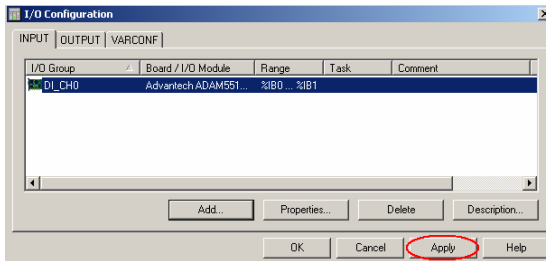 I/O Configuration
INPUT OUTPUT VARCONF
I/O Group Board / I/O Module Range Task Comment
DI_CH0 Advantech ADAM551... %IB0 ... %IB1
Add... Properties... Delete Description...
OK Cancel Apply Help